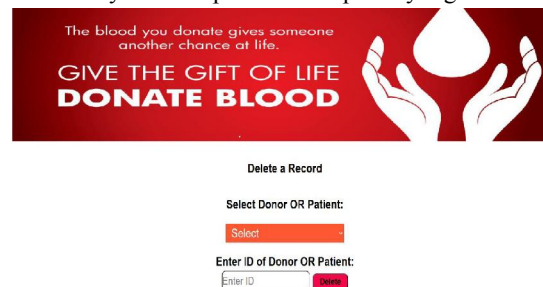 The blood you donate gives someone
another chance at life.
GIVE THE GIFT OF LIFE
DONATE BLOOD
Delete a Record
Select Donor OR Patient:
Select
Enter ID of Donor OR Patient:
Enter ID Delete